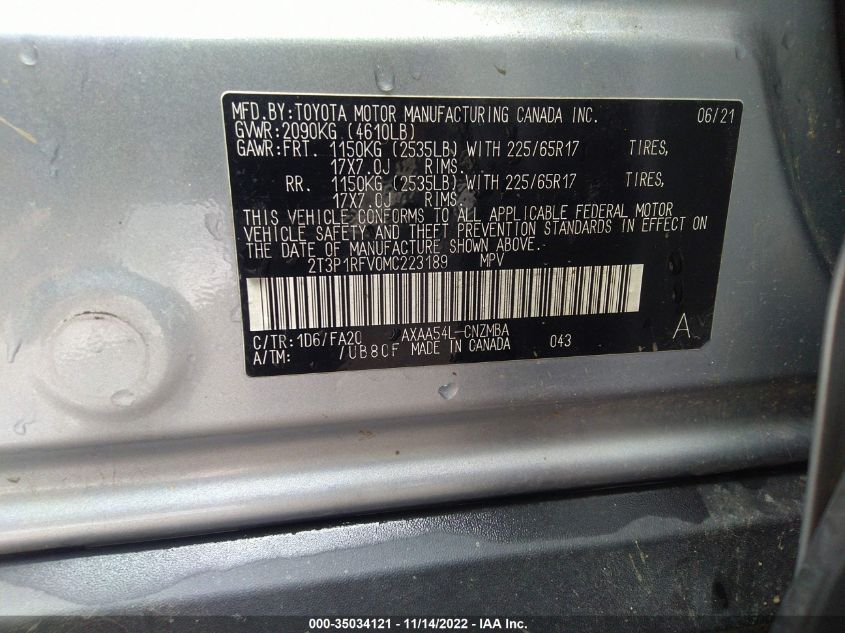 MFD.BY:TOYOTA MOTOR MANUFACTURING CANADA INC. 06/21
GVWR:2090KG (4610LB)
GAWR:FRT. 1150KG (2535LB) WITH 225/65R17 TIRES,
17X7.0J RIMS.
RR. 1150KG (2535LB) WITH 225/65R17 TIRES,
17X7.0J RIMS.
THIS VEHICLE CONFORMS TO ALL APPLICABLE FEDERAL MOTOR
VEHICLE SAFETY AND THEFT PREVENTION STANDARDS IN EFFECT ON
THE DATE OF MANUFACTURE SHOWN ABOVE.
2T3P1RFV0MC223189 MPV
C/TR:1D6/FA20 AXAA54L-CNZMBA A
A/TM: /UB80F MADE IN CANADA 043
000-35034121 - 11/14/2022 - IAA Inc.